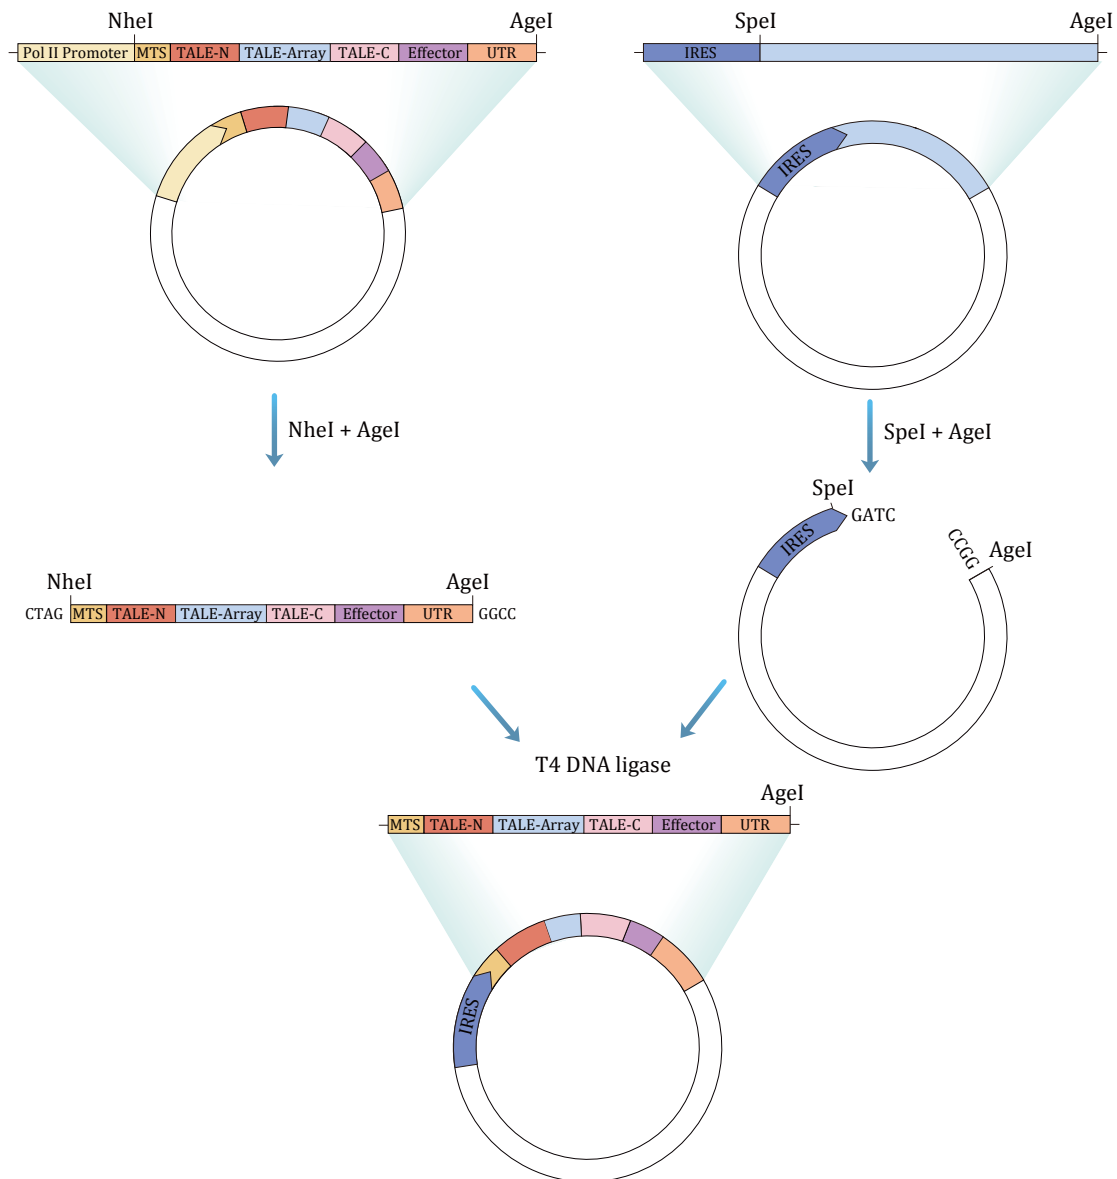 NheI AgeI
Pol II Promoter MTS TALE-N TALE-Array TALE-C Effector UTR
SpeI AgeI
IRES
IRES
NheI + AgeI
SpeI + AgeI
SpeI
GATC
IRES
CCGG
AgeI
NheI AgeI
CTAG MTS TALE-N TALE-Array TALE-C Effector UTR GGCC
T4 DNA ligase
AgeI
MTS TALE-N TALE-Array TALE-C Effector UTR
IRES